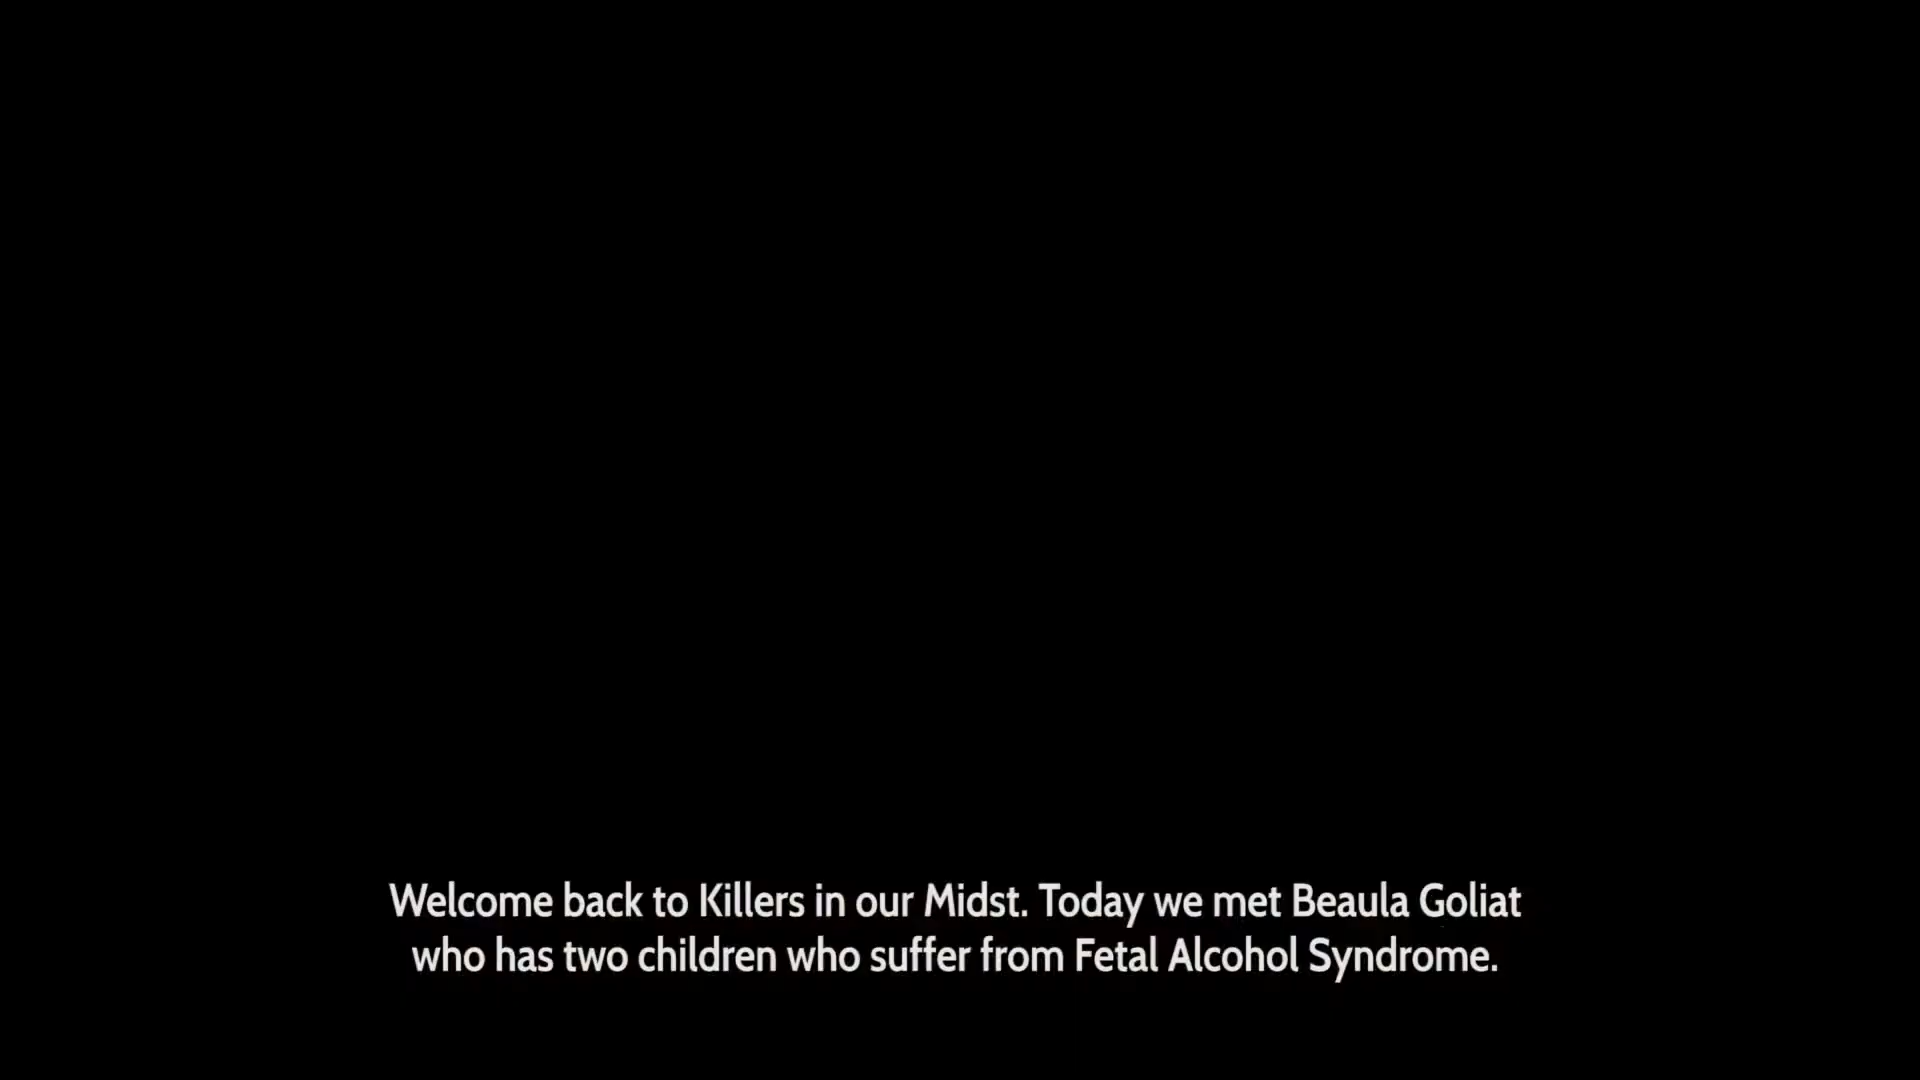 Welcome back to Killers in our Midst. Today we met Beaula Goliat
who has two children who suffer from Fetal Alcohol Syndrome.